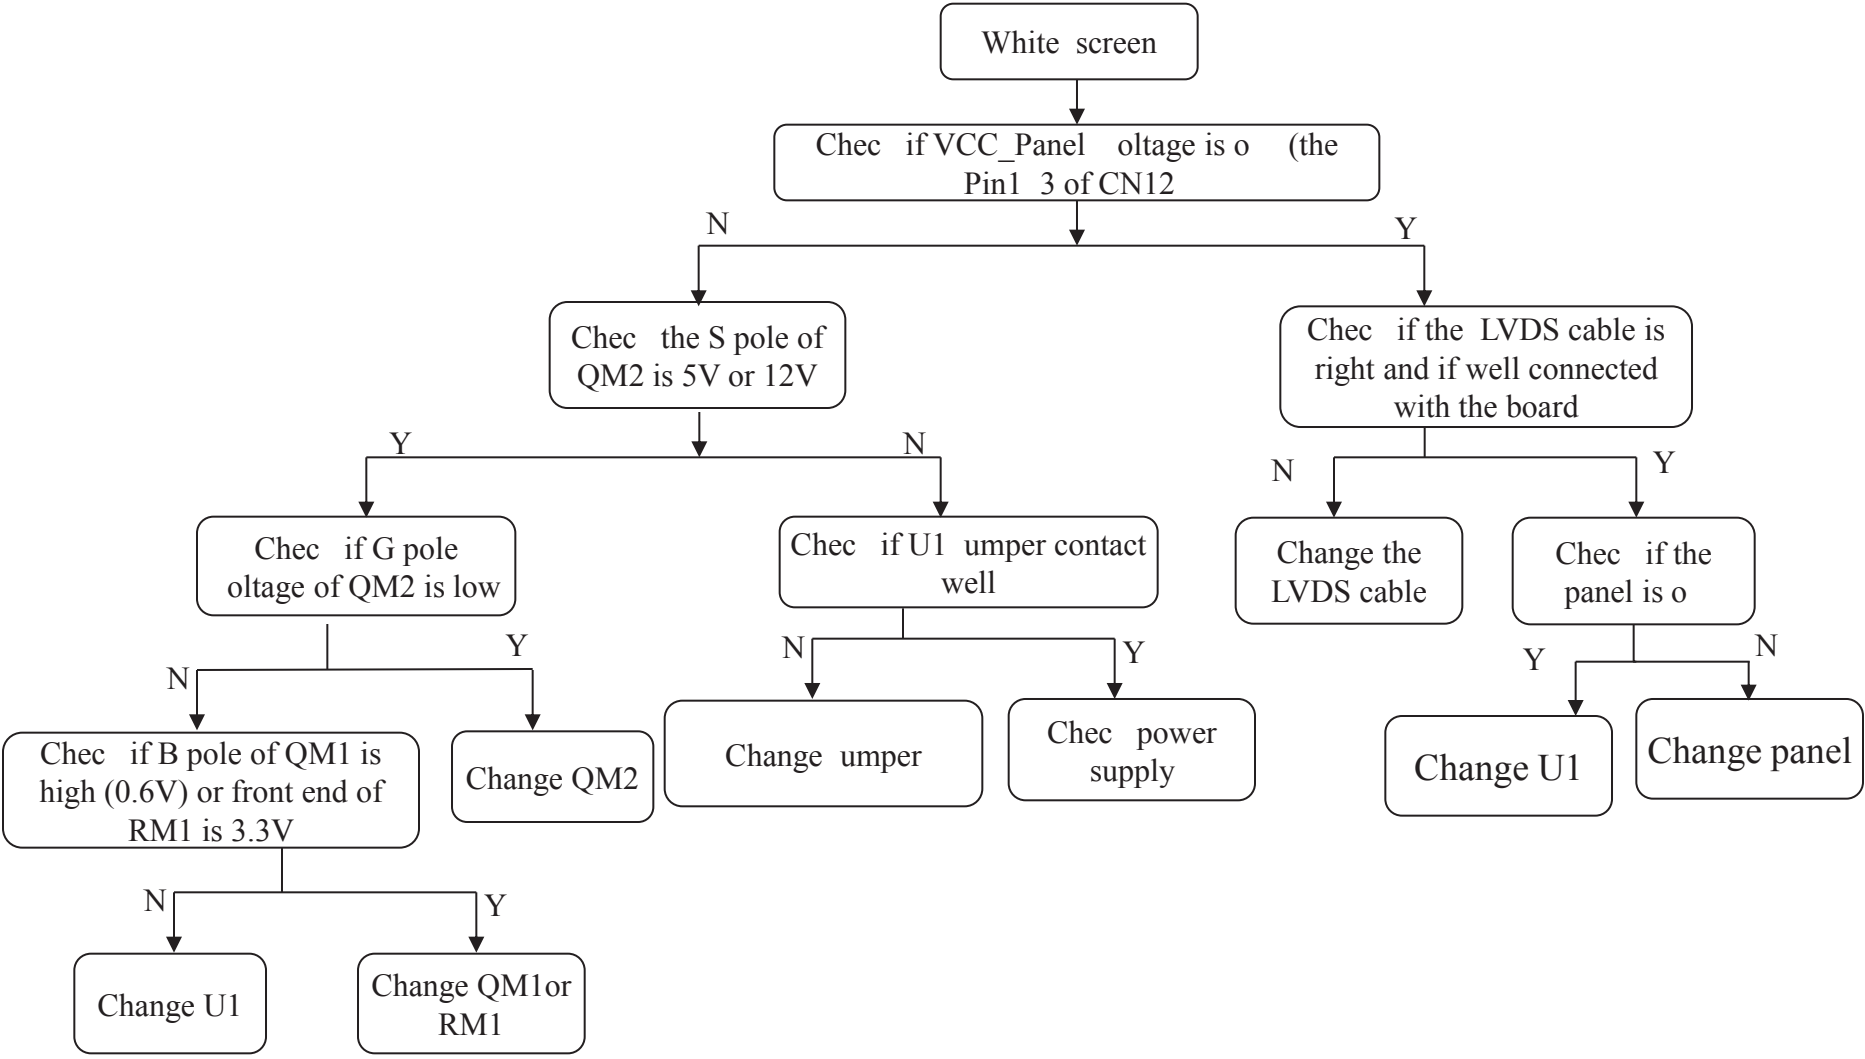 White screen
Chec if VCC_Panel oltage is o (the
Pin1 3 of CN12
N
Y
Chec the S pole of
QM2 is 5V or 12V
Chec if the LVDS cable is
right and if well connected
with the board
Y
N
N
Y
Chec if G pole
oltage of QM2 is low
Chec if U1 umper contact
well
Change the
LVDS cable
Chec if the
panel is o
N
Y
N
Y
Y
N
Chec if B pole of QM1 is
high (0.6V) or front end of
RM1 is 3.3V
Change QM2
Change umper
Chec power
supply
Change U1
Change panel
N
Y
Change U1
Change QM1or
RM1